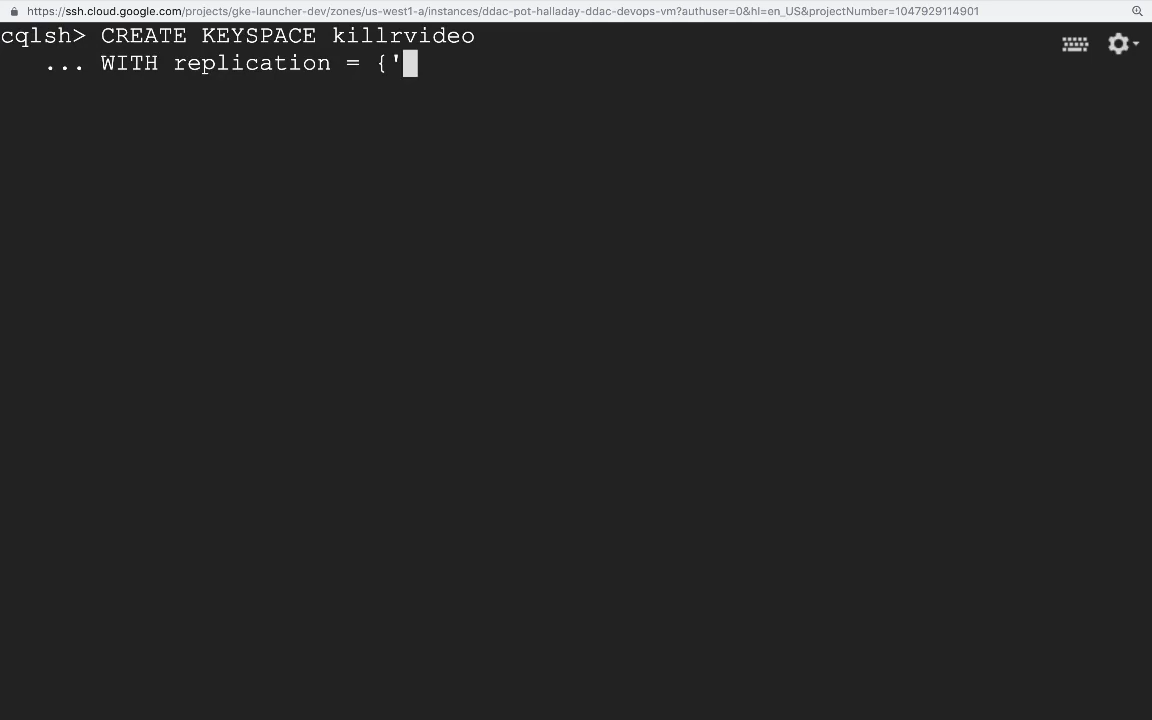 https://ssh.cloud.google.com/projects/gke-launcher-dev/zones/us-west1-a/instances/ddac-pot-halladay-ddac-devops-vm?authuser=0&hl=en_US&projectNumber=1047929114901
cqlsh> CREATE KEYSPACE killrvideo
... WITH replication = {'